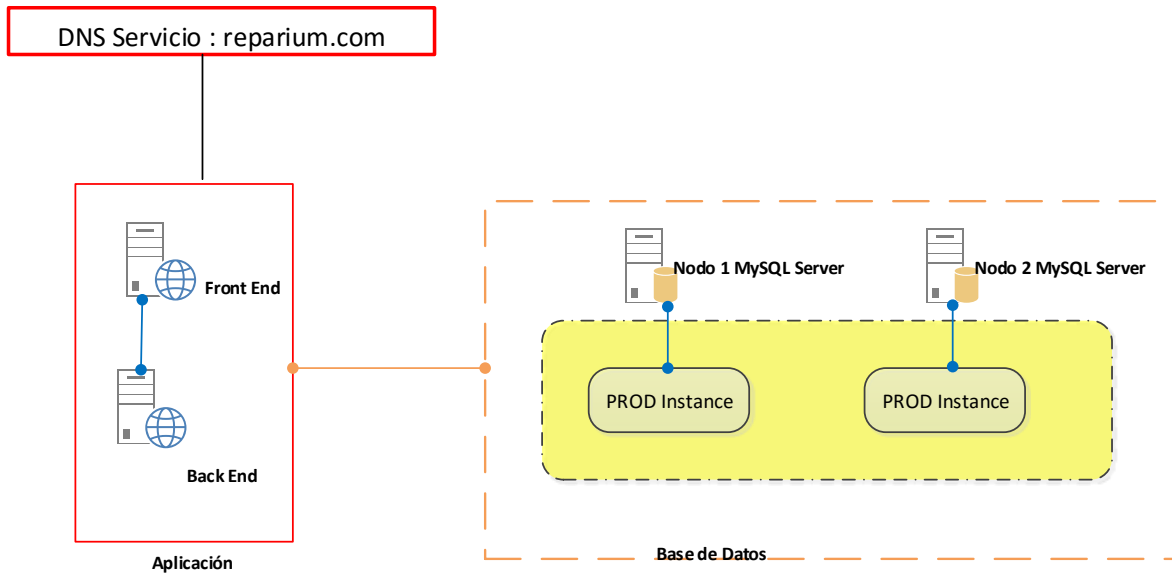 DNS Servicio : reparium.com
Front End
Back End
Aplicación
Nodo 1 MySQL Server
Nodo 2 MySQL Server
PROD Instance
PROD Instance
Base de Datos